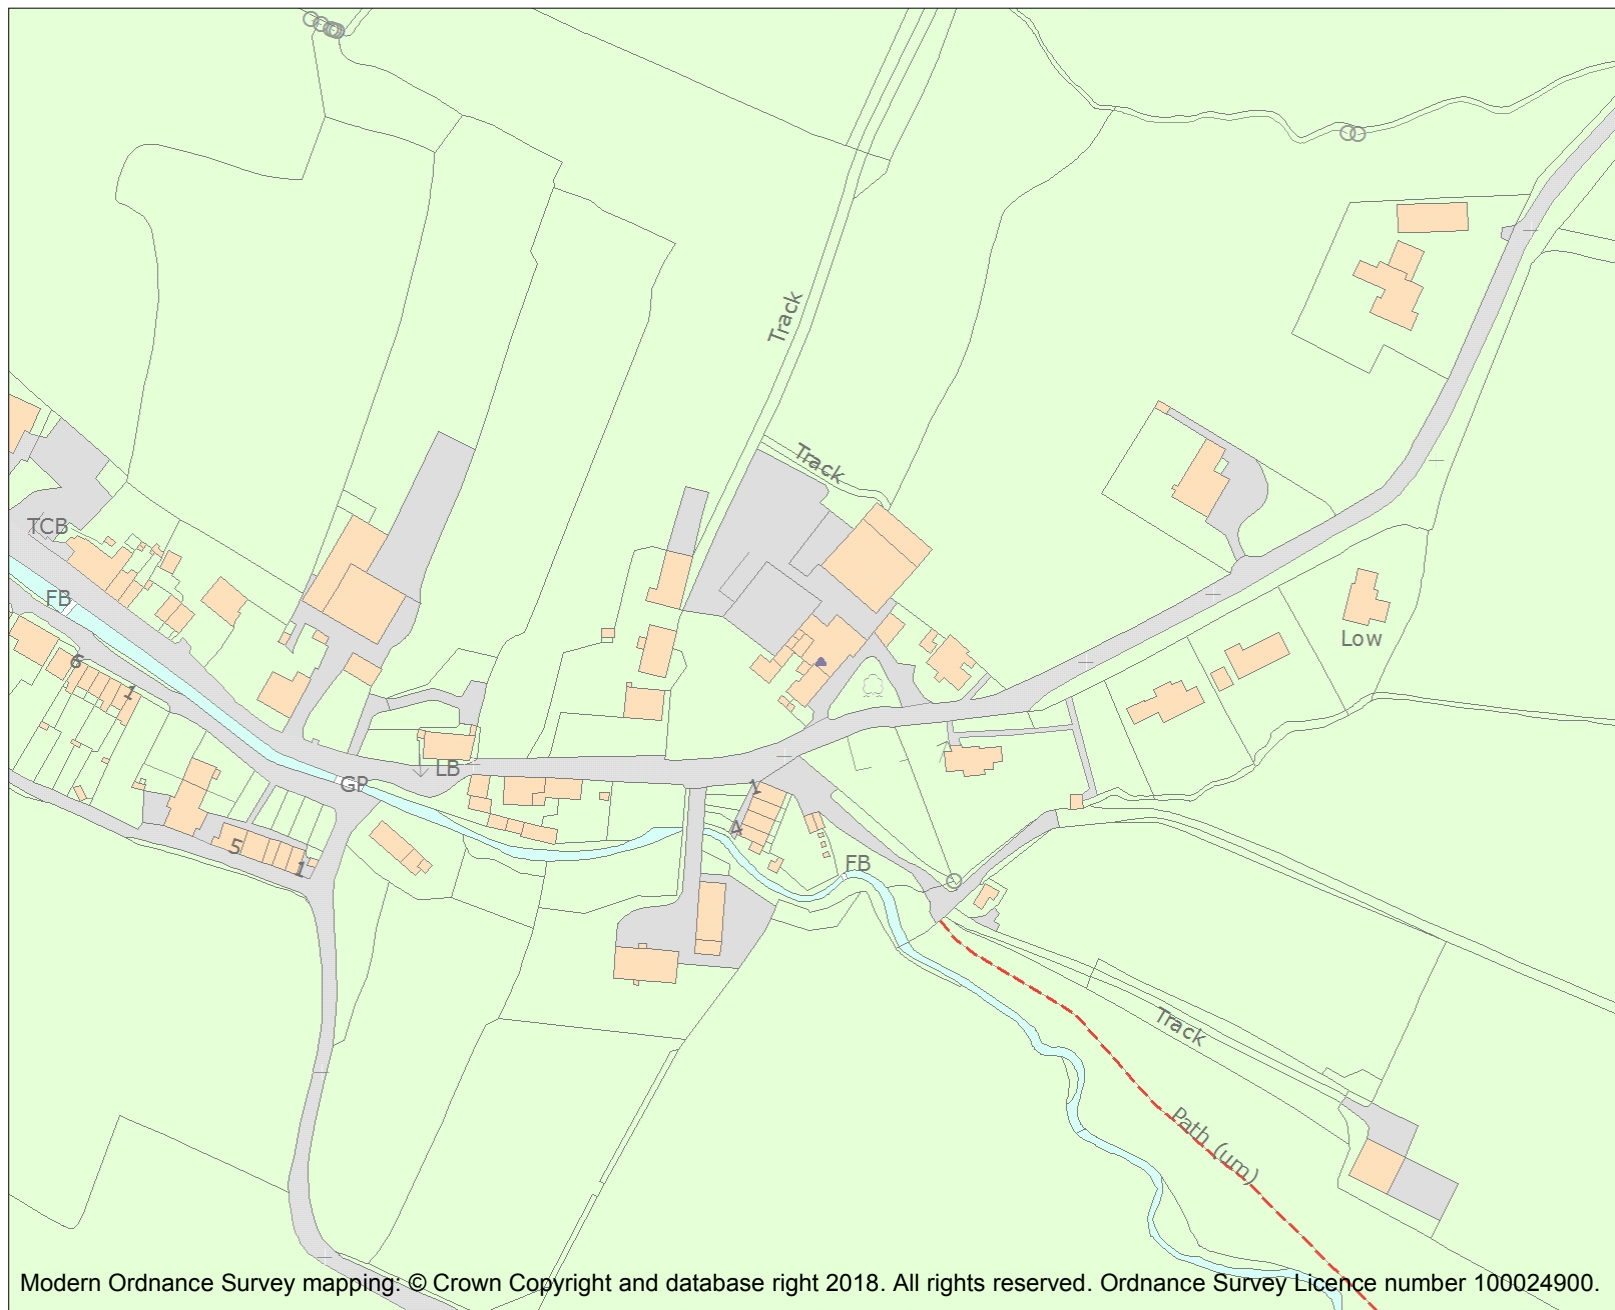 Track
Track
TCB
FB
6
1
Low
GP
LB
1
4
5
1
FB
Track
Path (um)
Modern Ordnance Survey mapping: © Crown Copyright and database right 2018. All rights reserved. Ordnance Survey Licence number 100024900.